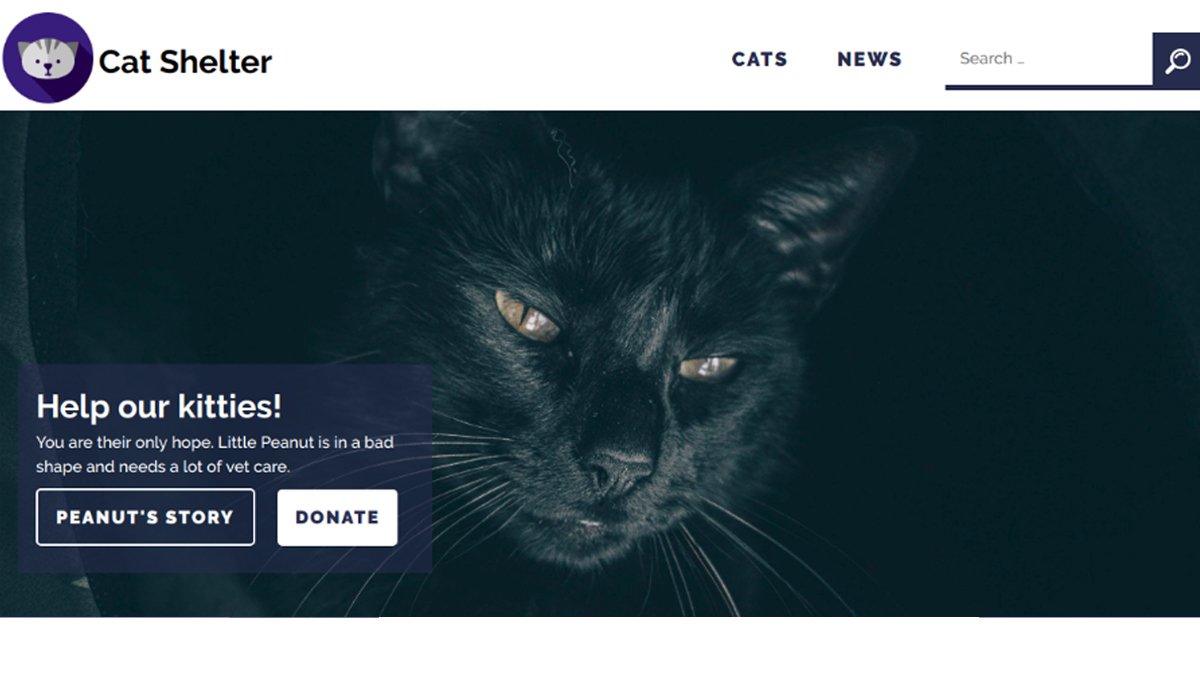 Cat Shelter
CATS
NEWS
Search ...
Help our kitties!
You are their only hope. Little Peanut is in a bad
shape and needs a lot of vet care.
PEANUT'S STORY
DONATE